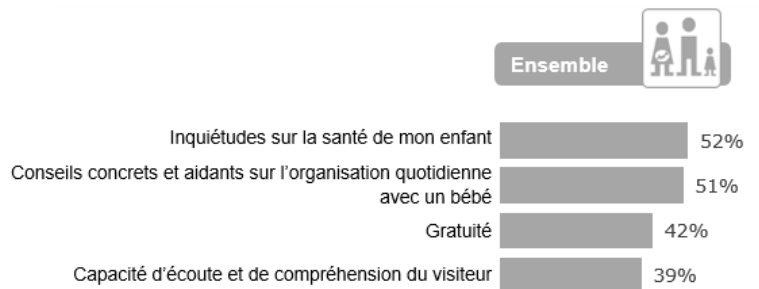 Ensemble
Inquiétudes sur la santé de mon enfant
52%
Conseils concrets et aidants sur l’organisation quotidienne
avec un bébé
51%
Gratuité
42%
Capacité d’écoute et de compréhension du visiteur
39%